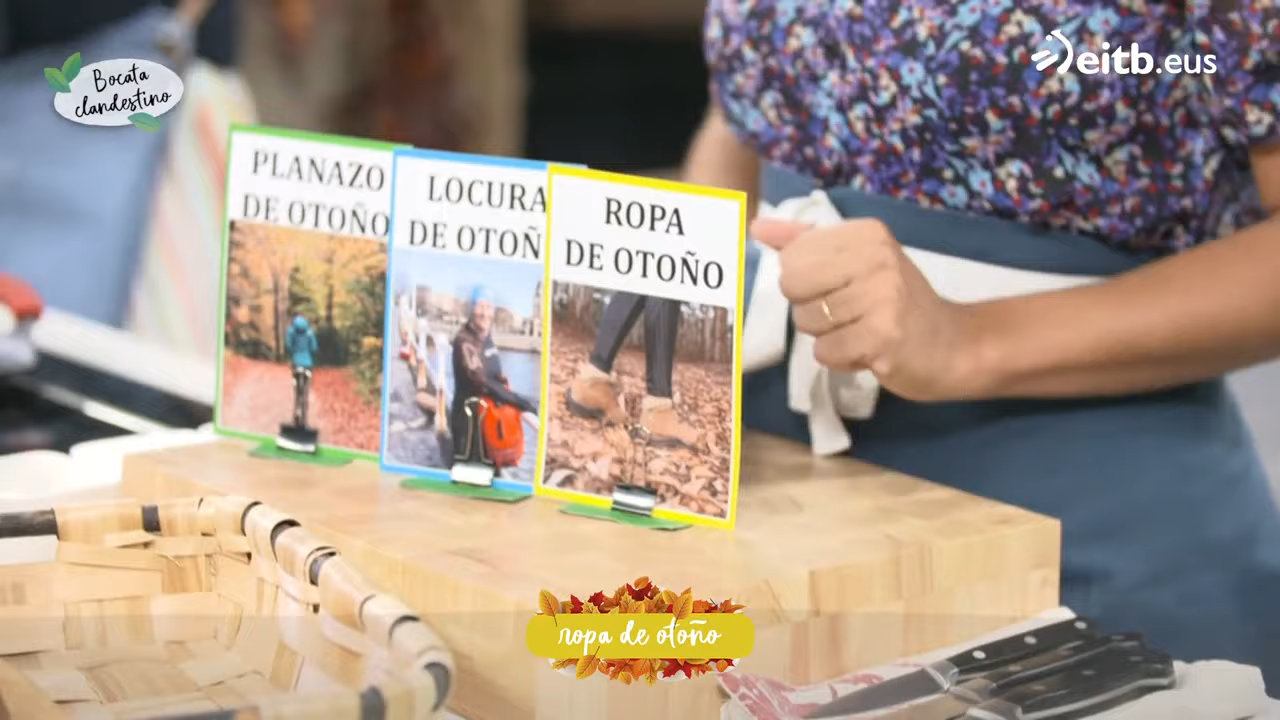 Bocata
clandestino
eitb.eus
PLANAZO
DE OTOÑO
LOCURA
DE OTOÑ
ROPA
DE OTOÑO
ropa de otoño